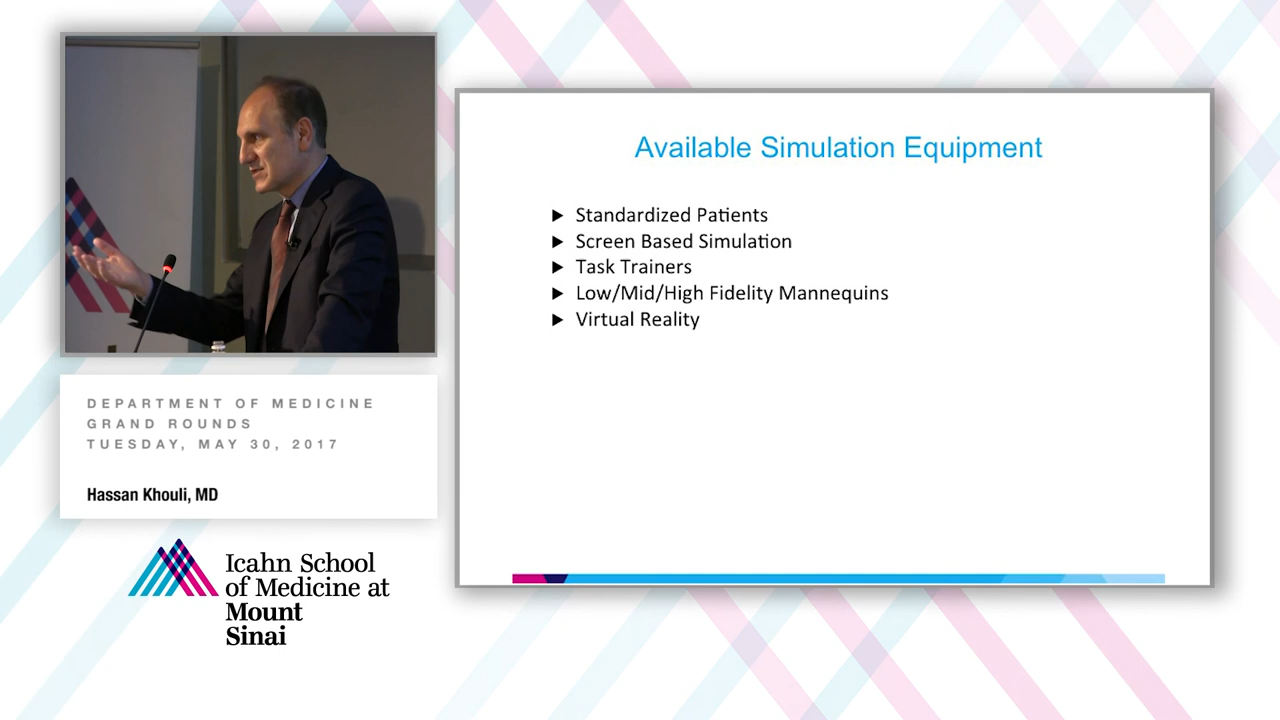 DEPARTMENT OF MEDICINE
GRAND ROUNDS
TUESDAY, MAY 30, 2017
Hassan Khouli, MD
Icahn School
of Medicine at
Mount
Sinai
Available Simulation Equipment
▶ Standardized Patients
▶ Screen Based Simulation
▶ Task Trainers
▶ Low/Mid/High Fidelity Mannequins
▶ Virtual Reality